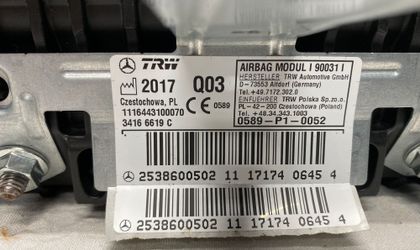 TRW
2017 Q03
Czestochowa, PL
1116443100070
3416 6619 C
CE 0589
AIRBAG MODUL I 90031 I
HERSTELLER TRW Automotive GmbH
D-73553 Alfdorf (Germany)
Tel.+49.7172.302.0
EINFUEHRER TRW Polska Sp.zo.o.
PL-42-200 Czestochowa (Poland)
Tel.+48.34.343.1003
0589-P1-0052
2538600502 11 17174 0645 4
2538600502 11 17174 0645 4